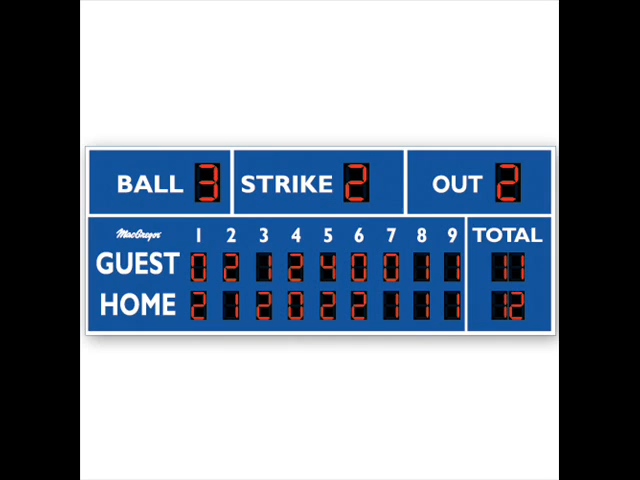 BALL 3 STRIKE 2 OUT 2
MacGregor 1 2 3 4 5 6 7 8 9 TOTAL
GUEST 0 2 1 2 4 0 0 1 1 11
HOME 2 1 2 0 2 2 1 1 1 12